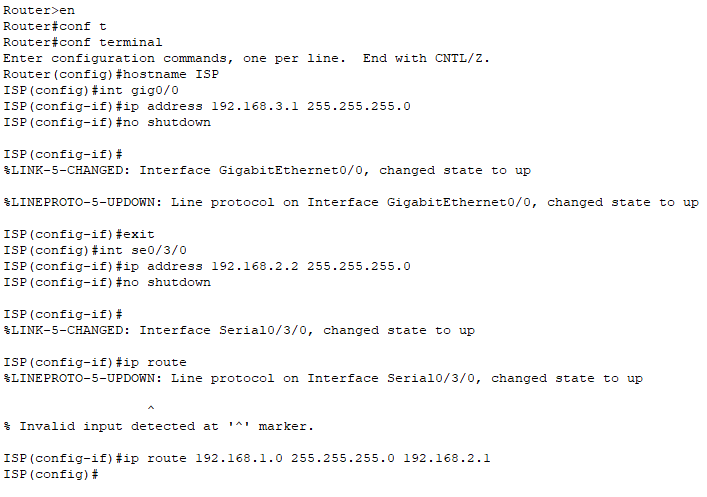 Router>en
Router#conf t
Router#conf terminal
Enter configuration commands, one per line.  End with CNTL/Z.
Router(config)#hostname ISP
ISP(config)#int gig0/0
ISP(config-if)#ip address 192.168.3.1 255.255.255.0
ISP(config-if)#no shutdown
ISP(config-if)#
%LINK-5-CHANGED: Interface GigabitEthernet0/0, changed state to up
%LINEPROTO-5-UPDOWN: Line protocol on Interface GigabitEthernet0/0, changed state to up
ISP(config-if)#exit
ISP(config)#int se0/3/0
ISP(config-if)#ip address 192.168.2.2 255.255.255.0
ISP(config-if)#no shutdown
ISP(config-if)#
%LINK-5-CHANGED: Interface Serial0/3/0, changed state to up
ISP(config-if)#ip route
%LINEPROTO-5-UPDOWN: Line protocol on Interface Serial0/3/0, changed state to up
^
% Invalid input detected at '^' marker.
ISP(config-if)#ip route 192.168.1.0 255.255.255.0 192.168.2.1
ISP(config)#